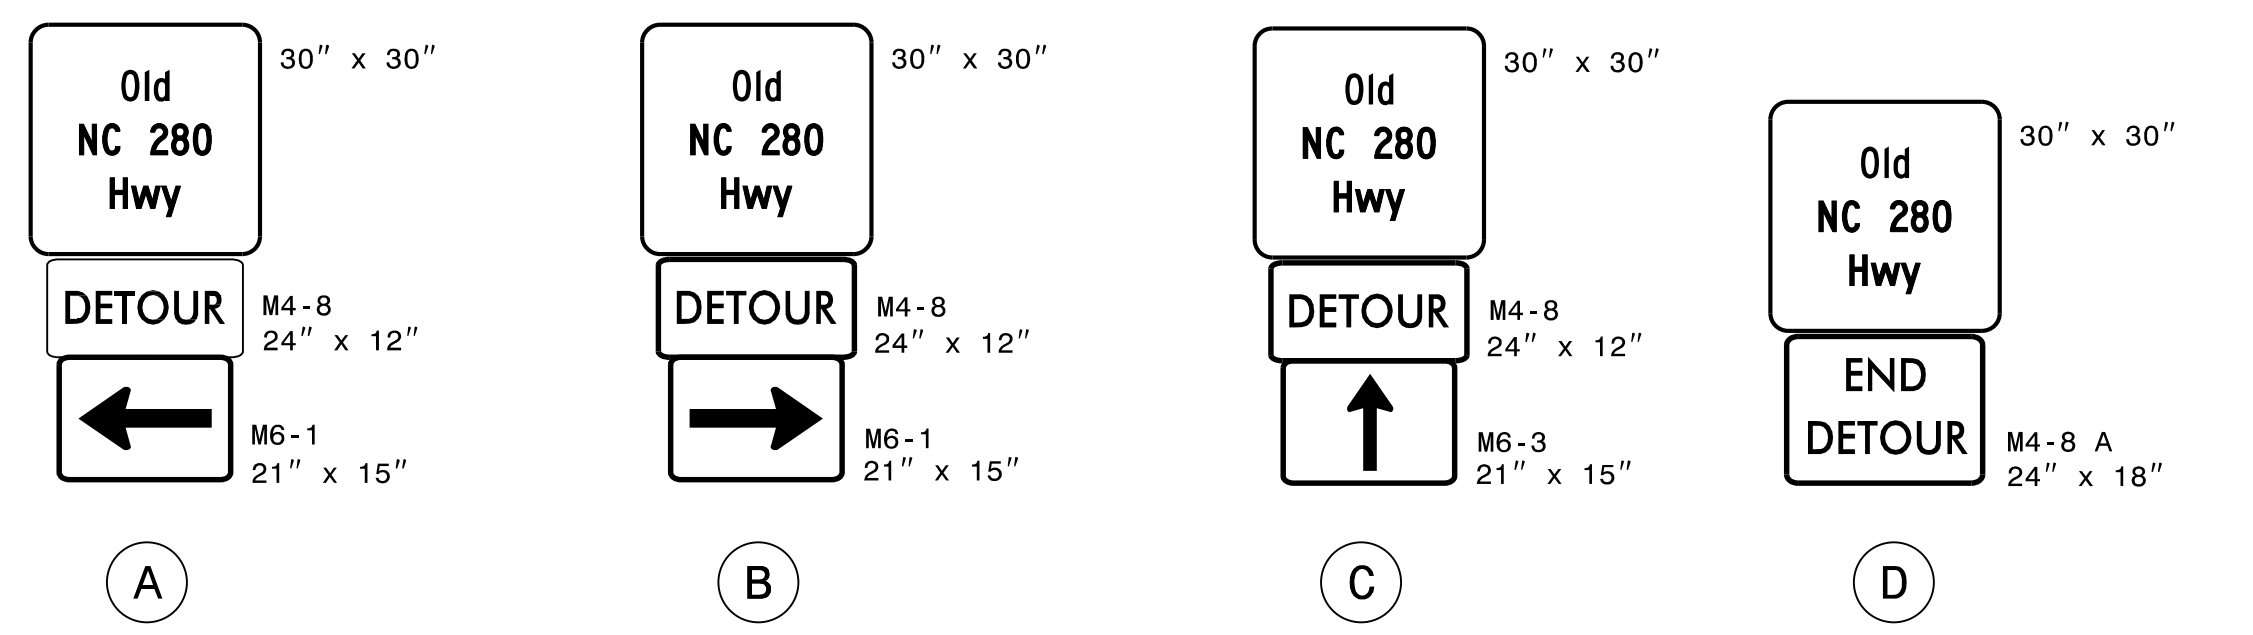 Old
NC 280
Hwy
30" x 30"
DETOUR
M4-8
24" x 12"
M6-1
21" x 15"
A
Old
NC 280
Hwy
30" x 30"
DETOUR
M4-8
24" x 12"
M6-1
21" x 15"
B
Old
NC 280
Hwy
30" x 30"
DETOUR
M4-8
24" x 12"
M6-3
21" x 15"
C
Old
NC 280
Hwy
30" x 30"
END
DETOUR
M4-8 A
24" x 18"
D